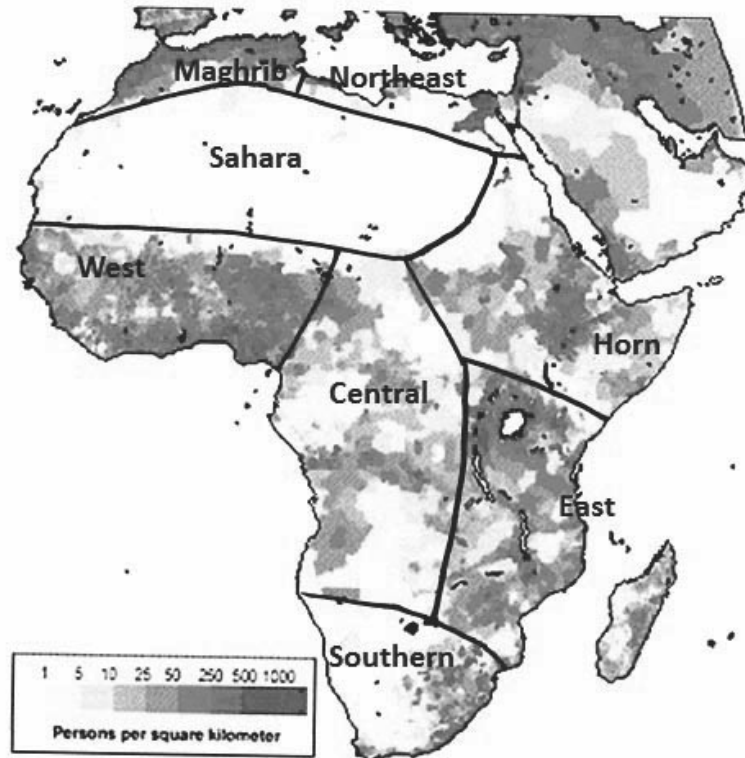 Maghrib
Northeast
Sahara
West
Horn
Central
East
Southern
1 5 10 25 50 250 500 1000
Persons per square kilometer